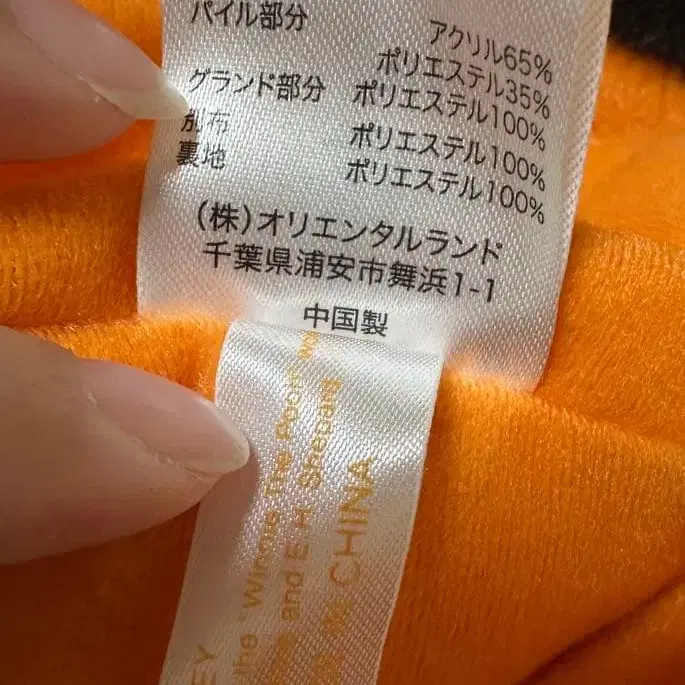 パイル部分 アクリル65%
ポリエステル35%
グランド部分 ポリエステル100%
別布 ポリエステル100%
裏地 ポリエステル100%
(株)オリエンタルランド
千葉県浦安市舞浜1-1
中国製
EY
the "Winnie The Pooh"
and E.H. Shepard
CHINA